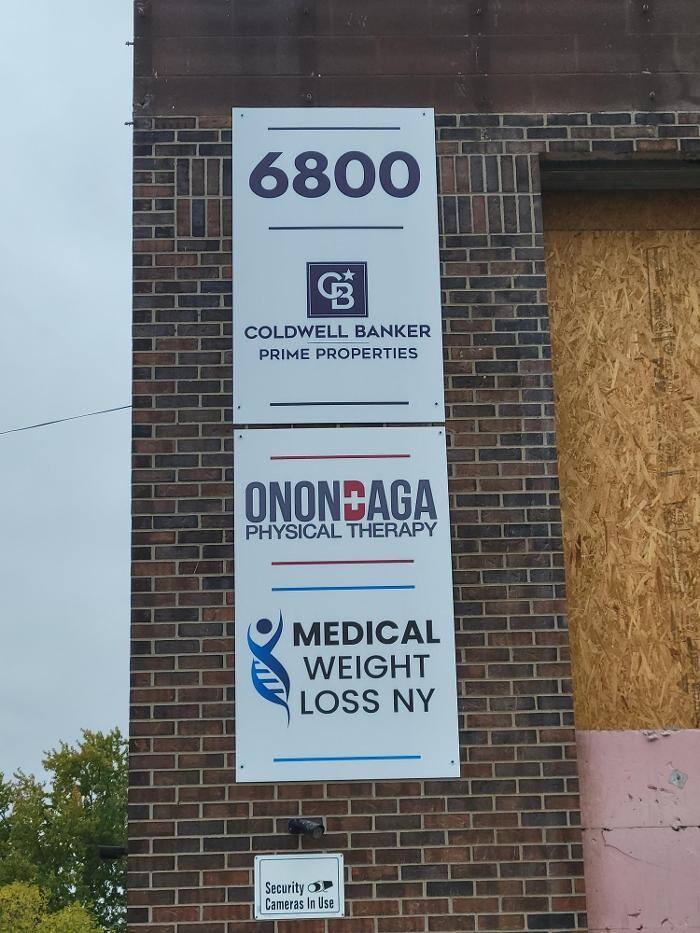 6800
CB
COLDWELL BANKER
PRIME PROPERTIES
ONONDAGA
PHYSICAL THERAPY
MEDICAL
WEIGHT
LOSS NY
Security
Cameras In Use